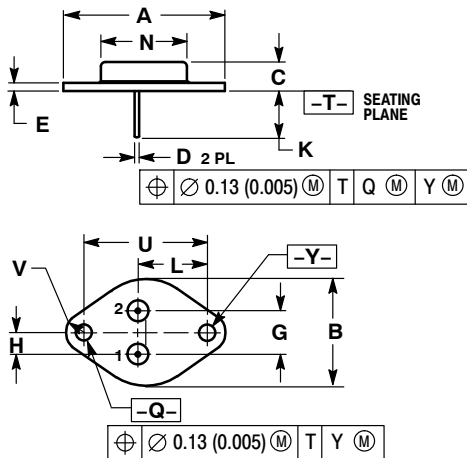 A
N
C
E
-T- SEATING
PLANE
K
D 2 PL
⌖ ∅ 0.13 (0.005) Ⓜ T Q Ⓜ Y Ⓜ
U
V
L
-Y-
2
G
B
H
1
-Q-
⌖ ∅ 0.13 (0.005) Ⓜ T Y Ⓜ